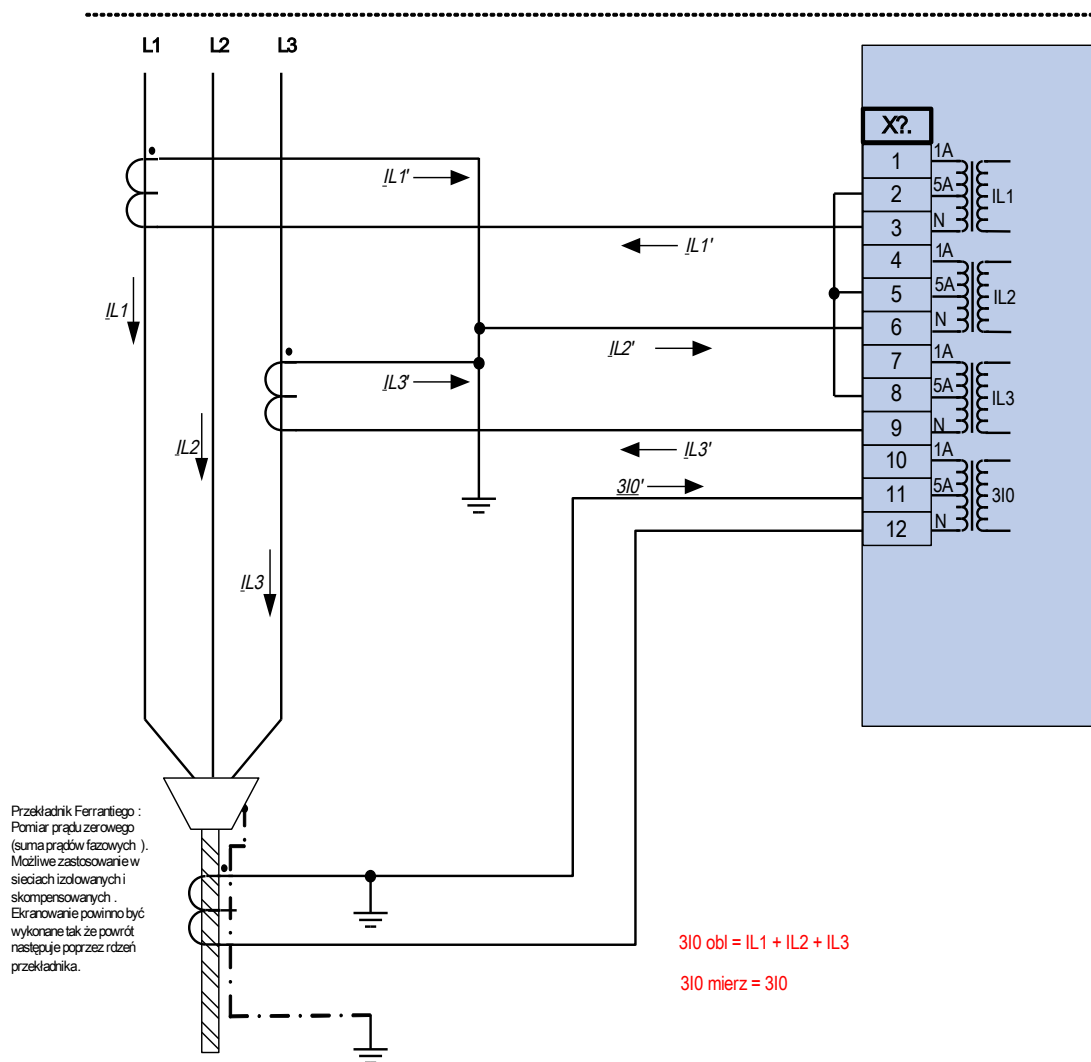 L1 L2 L3
X?.
1 1A
2 5A IL1
3 N
4 1A
5 5A IL2
6 N
7 1A
8 5A IL3
9 N
10 1A
11 5A 3I0
12 N
IL1'
IL1'
IL1
IL2'
IL3'
IL2
IL3'
3I0'
IL3
Przekładnik Ferrantiego :
Pomiar prądu zerowego
(suma prądów fazowych ).
Możliwe zastosowanie w
sieciach izolowanych i
skompensowanych .
Ekranowanie powinno być
wykonane tak że powrót
następuje poprzez rdzeń
przekładnika.
3I0 obl = IL1 + IL2 + IL3
3I0 mierz = 3I0